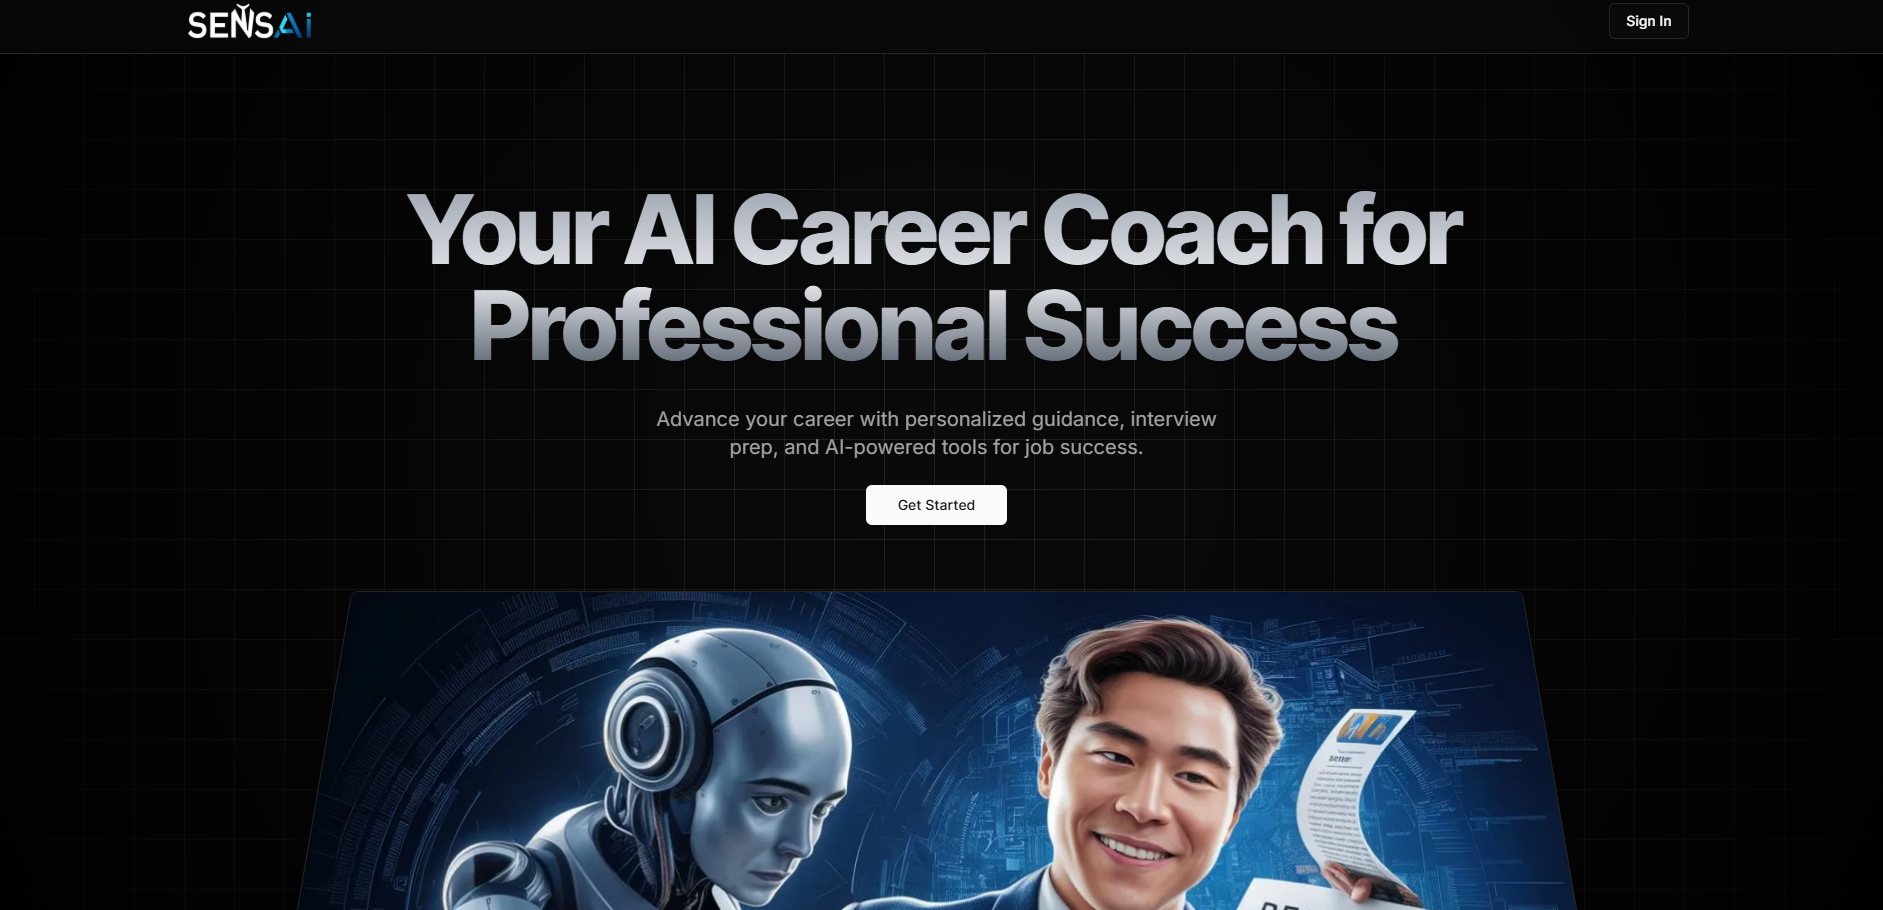 SENSAi
Sign In
Your AI Career Coach for
Professional Success
Advance your career with personalized guidance, interview
prep, and AI-powered tools for job success.
Get Started